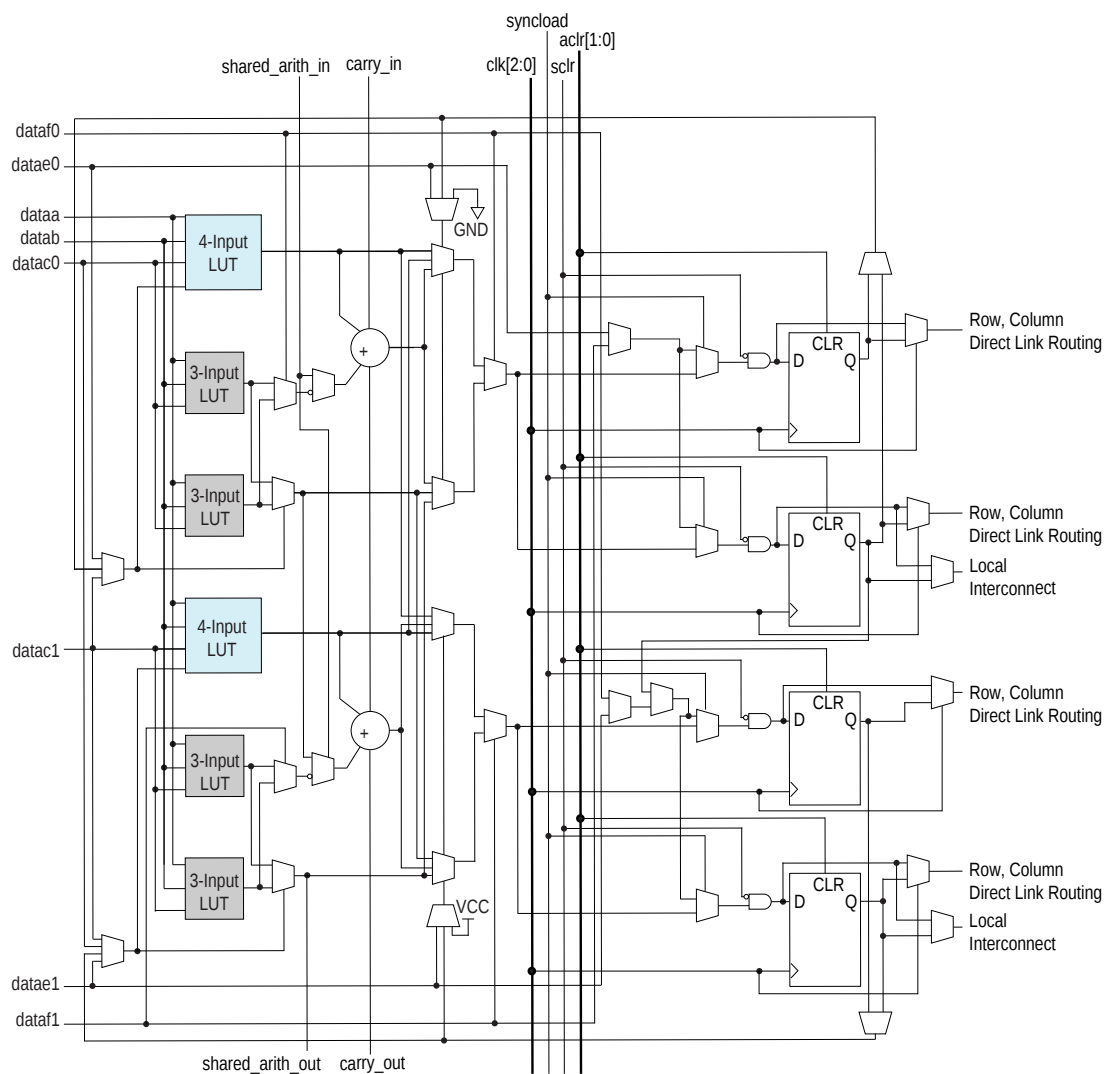 syncload
aclr[1:0]
shared_arith_in
carry_in
clk[2:0]
sclr
dataf0
datae0
dataa
datab
datac0
GND
4-Input
LUT
+
3-Input
LUT
3-Input
LUT
CLR
D
Q
Row, Column
Direct Link Routing
CLR
D
Q
Row, Column
Direct Link Routing
Local
Interconnect
datac1
4-Input
LUT
+
3-Input
LUT
3-Input
LUT
VCC
CLR
D
Q
Row, Column
Direct Link Routing
CLR
D
Q
Row, Column
Direct Link Routing
Local
Interconnect
datae1
dataf1
shared_arith_out
carry_out